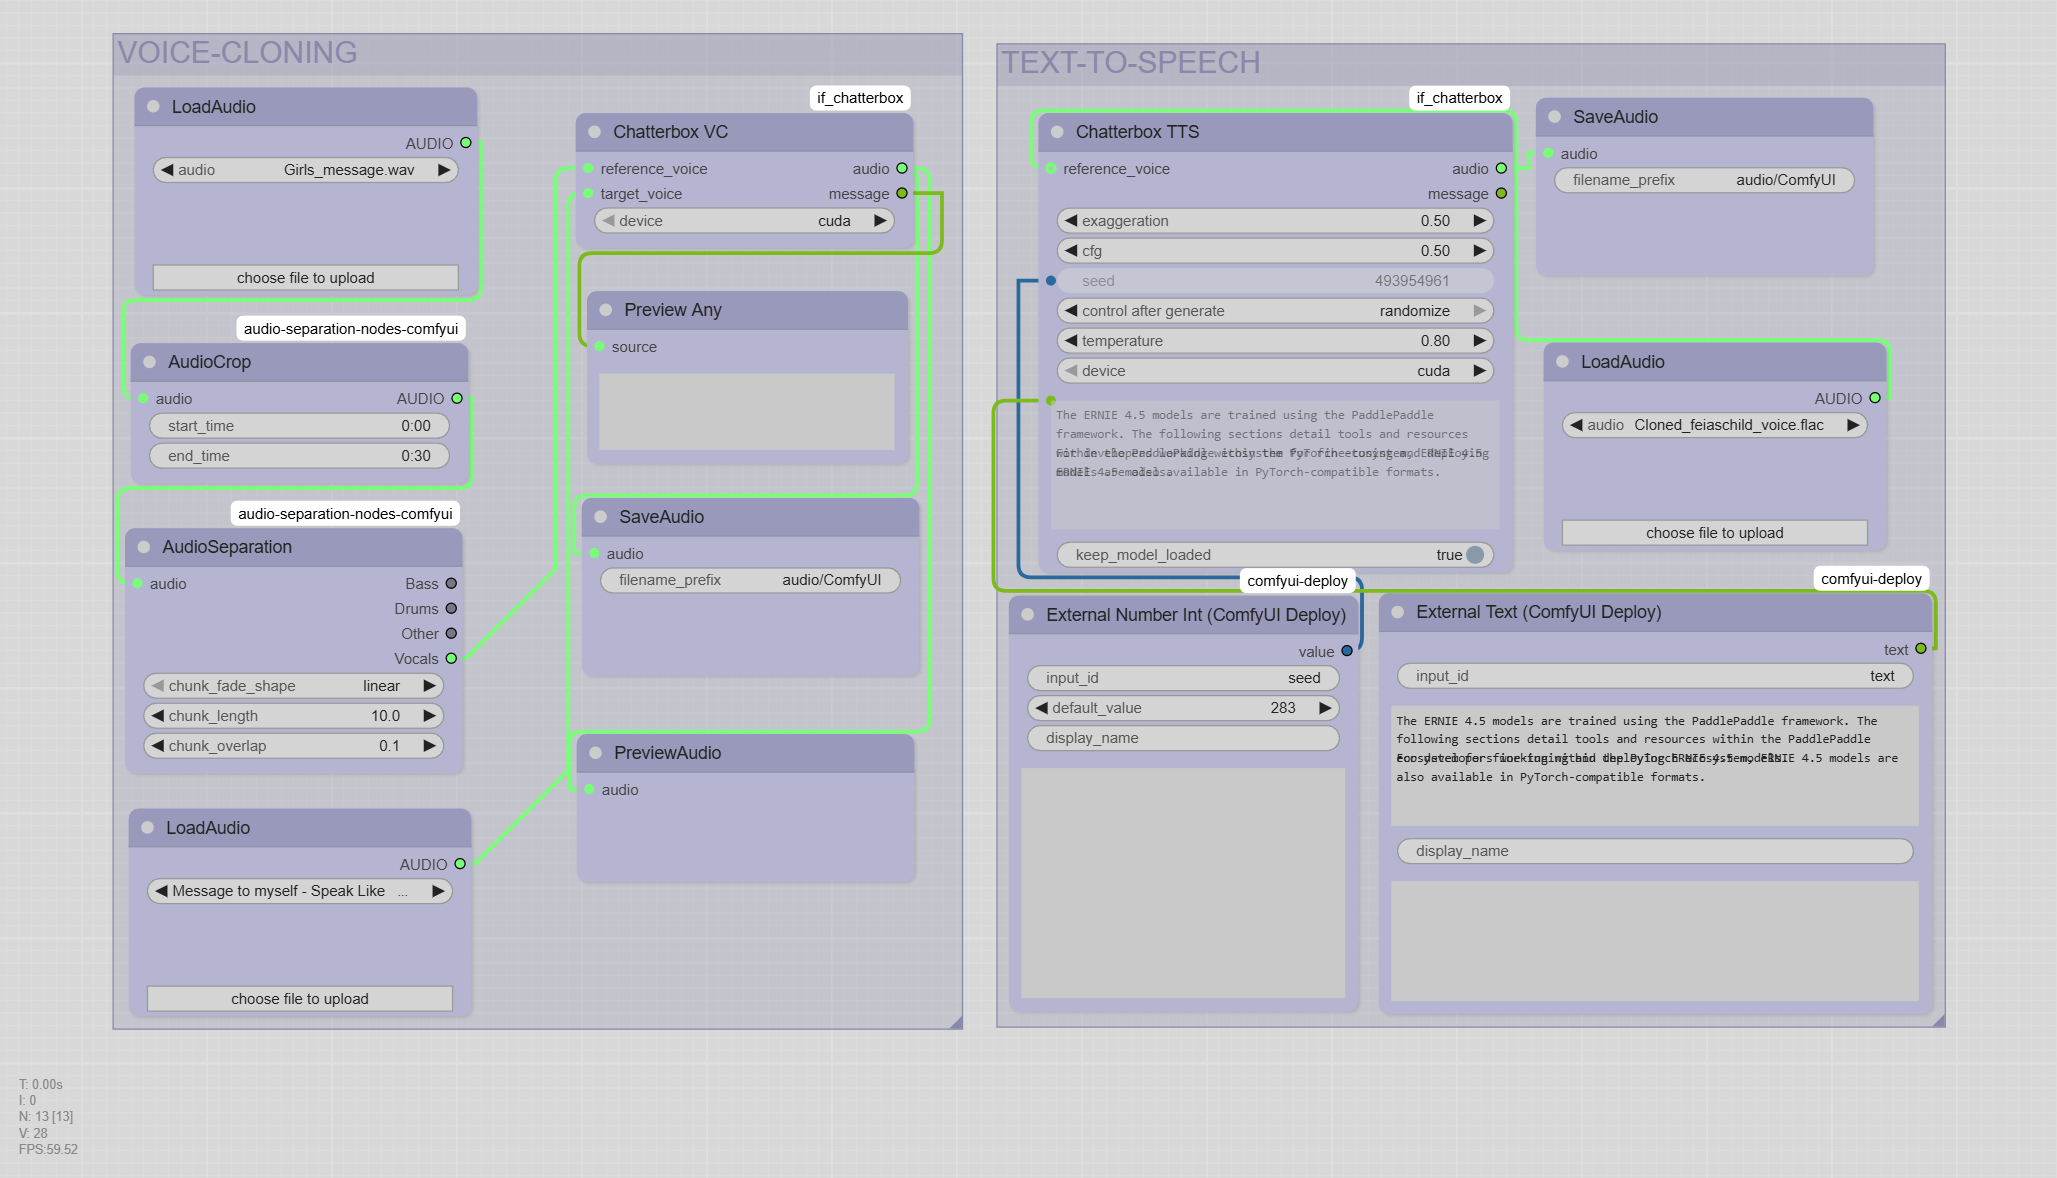 VOICE-CLONING
LoadAudio
AUDIO
audio Girls_message.wav
choose file to upload
audio-separation-nodes-comfyui
AudioCrop
audio AUDIO
start_time 0:00
end_time 0:30
audio-separation-nodes-comfyui
AudioSeparation
audio Bass
Drums
Other
Vocals
chunk_fade_shape linear
chunk_length 10.0
chunk_overlap 0.1
LoadAudio
AUDIO
Message to myself - Speak Like ...
choose file to upload
if_chatterbox
Chatterbox VC
reference_voice audio
target_voice message
device cuda
Preview Any
source
SaveAudio
audio
filename_prefix audio/ComfyUI
PreviewAudio
audio
TEXT-TO-SPEECH
if_chatterbox
Chatterbox TTS
reference_voice audio
message
exaggeration 0.50
cfg 0.50
seed 493954961
control after generate randomize
temperature 0.80
device cuda
The ERNIE 4.5 models are trained using the PaddlePaddle
framework. The following sections detail tools and resources
available in PyTorch-compatible formats.
keep_model_loaded true
SaveAudio
audio
filename_prefix audio/ComfyUI
LoadAudio
AUDIO
audio Cloned_feiaschild_voice.flac
choose file to upload
comfyui-deploy
External Number Int (ComfyUI Deploy)
value
input_id seed
default_value 283
display_name
comfyui-deploy
External Text (ComfyUI Deploy)
text
input_id text
The ERNIE 4.5 models are trained using the PaddlePaddle framework. The
following sections detail tools and resources within the PaddlePaddle
ERNIE 4.5 models are
also available in PyTorch-compatible formats.
display_name
T: 0.00s
I: 0
N: 13 [13]
V: 28
FPS:59.52